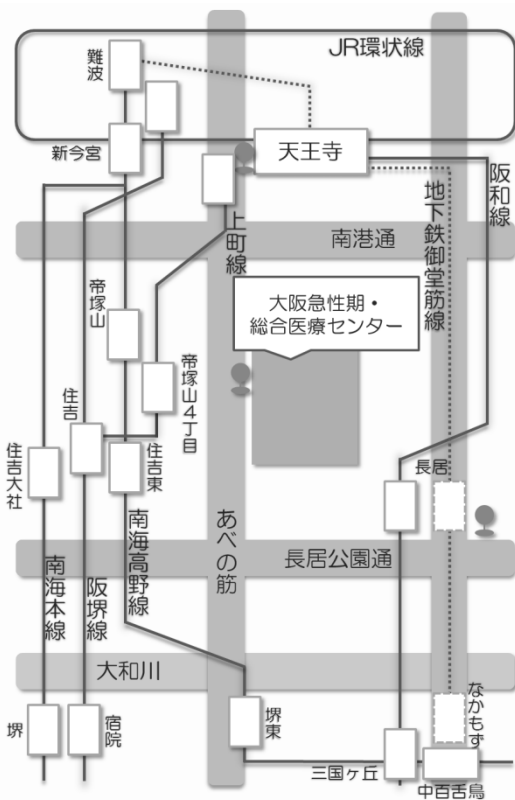 JR環状線
難波
新今宮
天王寺
阪和線
地下鉄御堂筋線
上町線
南港通
帝塚山
大阪急性期・
総合医療センター
帝塚山4丁目
住吉
住吉大社
住吉東
長居
あべの筋
長居公園通
南海本線
阪堺線
南海高野線
大和川
なかもず
堺
宿院
堺東
三国ヶ丘
中百舌鳥